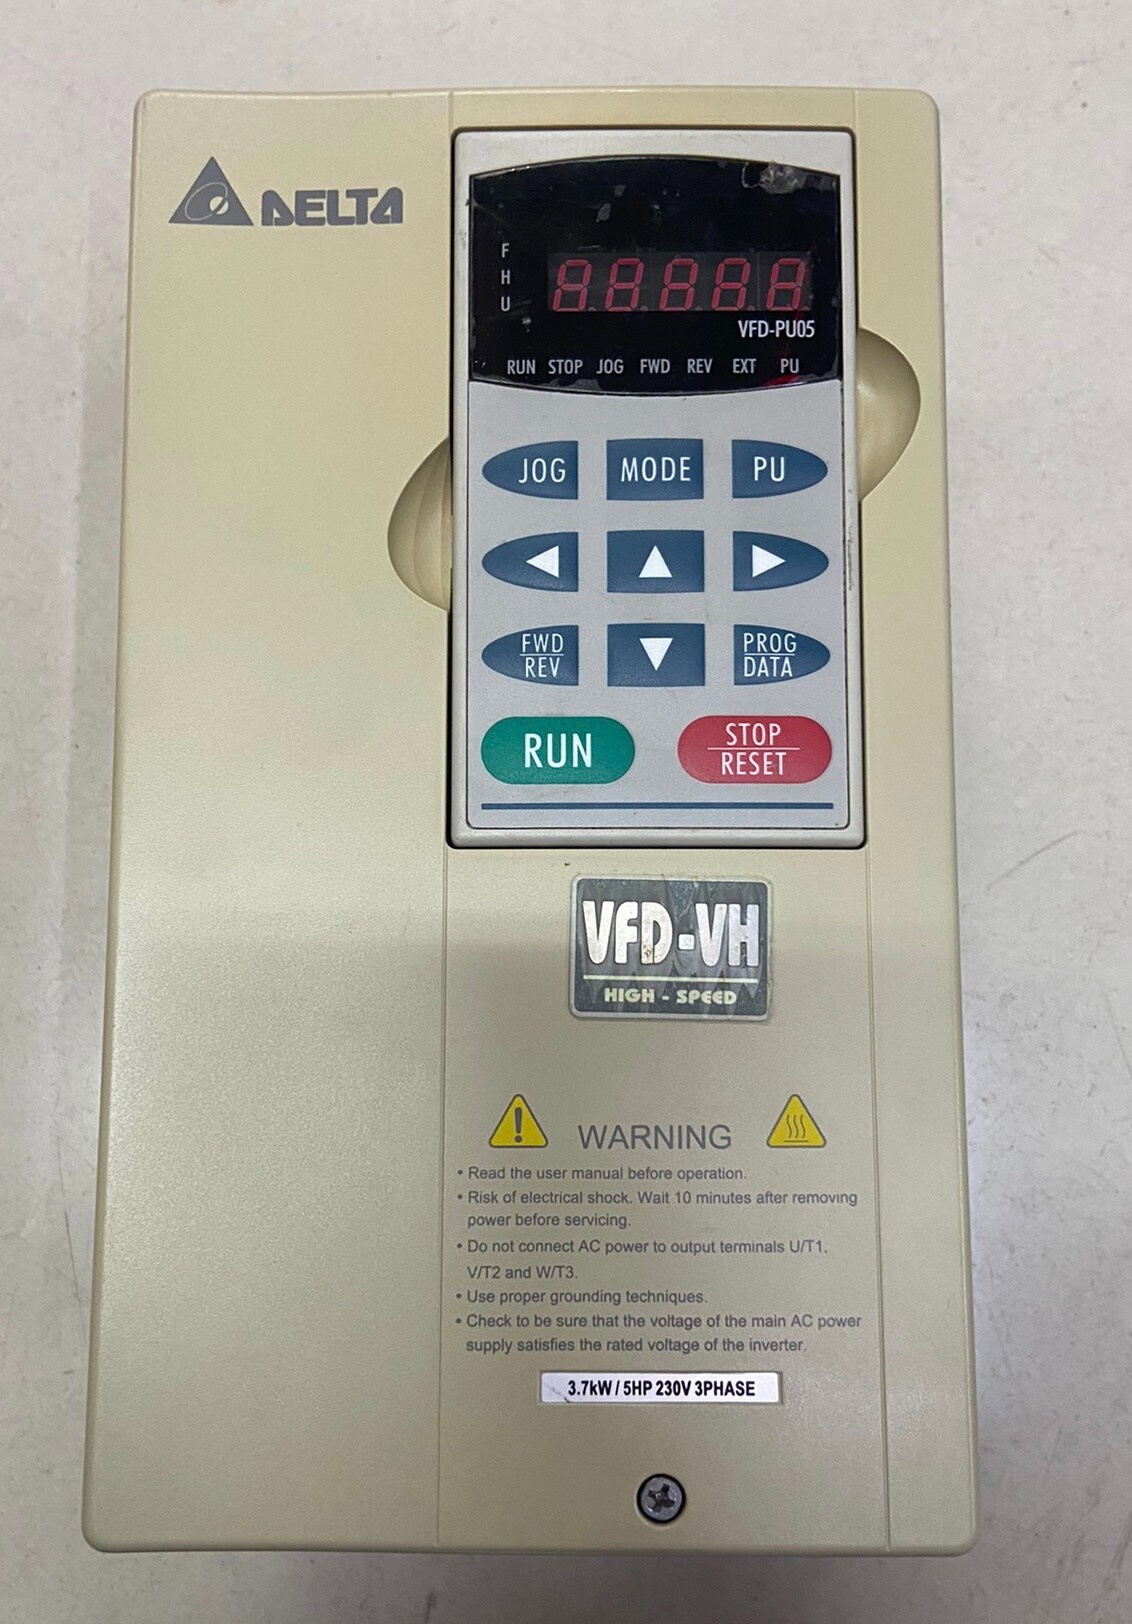 DELTA
F
H
U
88888
VFD-PU05
RUN STOP JOG FWD REV EXT PU
JOG MODE PU
FWD
REV
PROG
DATA
RUN
STOP
RESET
VFD-VH
HIGH - SPEED
WARNING
• Read the user manual before operation.
• Risk of electrical shock. Wait 10 minutes after removing
power before servicing.
• Do not connect AC power to output terminals U/T1,
V/T2 and W/T3.
• Use proper grounding techniques.
• Check to be sure that the voltage of the main AC power
supply satisfies the rated voltage of the inverter.
3.7kW / 5HP 230V 3PHASE